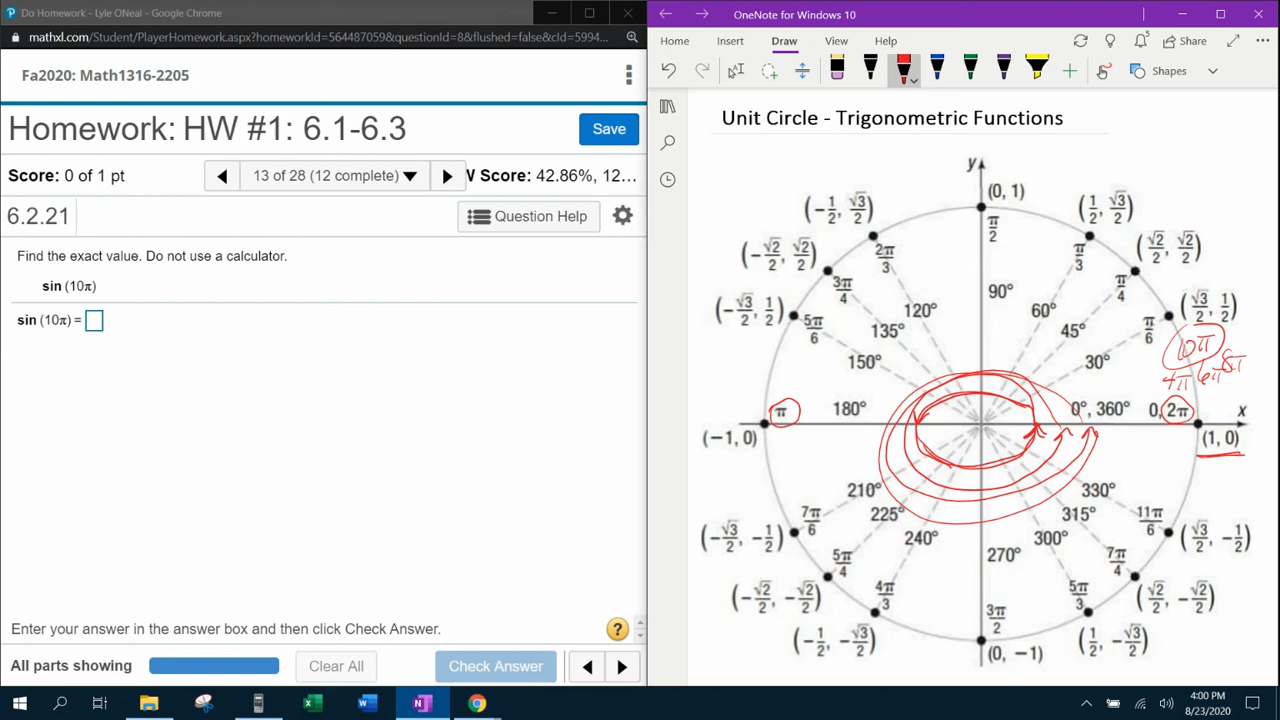 Do Homework - Lyle ONeal - Google Chrome
mathxl.com/Student/PlayerHomework.aspx?homeworkId=564487059&questionId=8&flushed=false&cId=5994...
Fa2020: Math1316-2205
Homework: HW #1: 6.1-6.3
Save
Score: 0 of 1 pt
13 of 28 (12 complete)
W Score: 42.86%, 12...
6.2.21
Question Help
Find the exact value. Do not use a calculator.
sin (10π)
sin (10π) =
Enter your answer in the answer box and then click Check Answer.
?
All parts showing
Clear All
Check Answer
OneNote for Windows 10
Home Insert Draw View Help
Share
Shapes
Unit Circle - Trigonometric Functions
y
(0, 1)
(-1/2, √3/2) π/2 (1/2, √3/2)
(-√2/2, √2/2) 2π/3 π/3 (√2/2, √2/2)
3π/4 90° π/4
(-√3/2, 1/2) 5π/6 120° 60° π/6 (√3/2, 1/2)
135° 45°
150° 30°
10π
4π 6π 8π
π 180° 0°, 360° 0, 2π x
(-1, 0) (1, 0)
210° 330°
7π/6 225° 315° 11π/6
(-√3/2, -1/2) 240° 270° 300° (√3/2, -1/2)
5π/4 7π/4
(-√2/2, -√2/2) 4π/3 5π/3 (√2/2, -√2/2)
3π/2
(-1/2, -√3/2) (0, -1) (1/2, -√3/2)
4:00 PM
8/23/2020